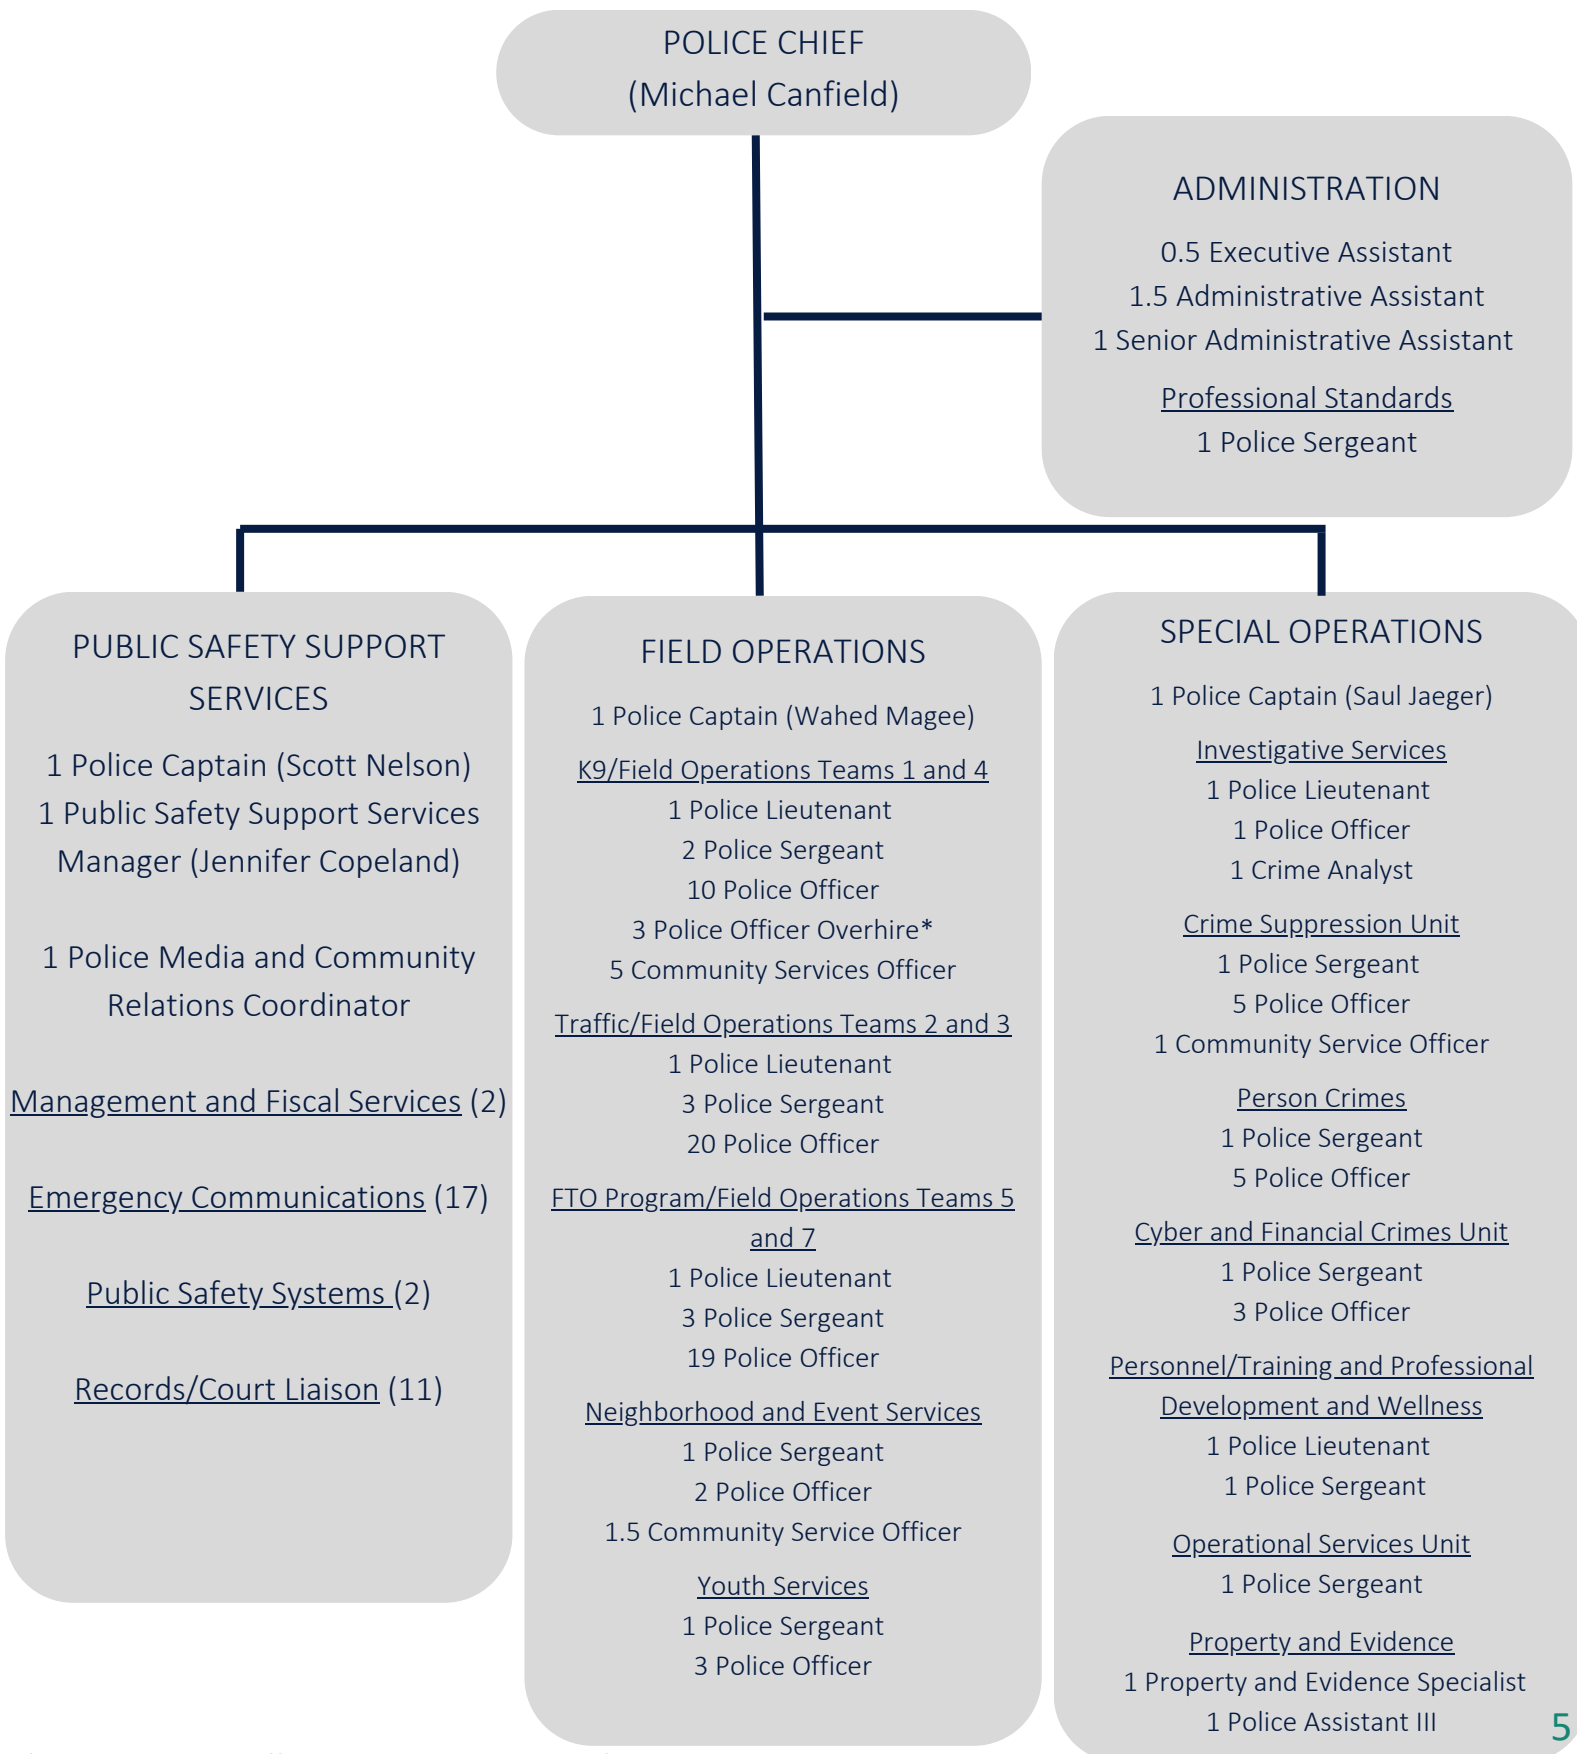 POLICE CHIEF
(Michael Canfield)
ADMINISTRATION
0.5 Executive Assistant
1.5 Administrative Assistant
1 Senior Administrative Assistant
Professional Standards
1 Police Sergeant
PUBLIC SAFETY SUPPORT
SERVICES
1 Police Captain (Scott Nelson)
1 Public Safety Support Services
Manager (Jennifer Copeland)
1 Police Media and Community
Relations Coordinator
Management and Fiscal Services (2)
Emergency Communications (17)
Public Safety Systems (2)
Records/Court Liaison (11)
FIELD OPERATIONS
1 Police Captain (Wahed Magee)
K9/Field Operations Teams 1 and 4
1 Police Lieutenant
2 Police Sergeant
10 Police Officer
3 Police Officer Overhire*
5 Community Services Officer
Traffic/Field Operations Teams 2 and 3
1 Police Lieutenant
3 Police Sergeant
20 Police Officer
FTO Program/Field Operations Teams 5
and 7
1 Police Lieutenant
3 Police Sergeant
19 Police Officer
Neighborhood and Event Services
1 Police Sergeant
2 Police Officer
1.5 Community Service Officer
Youth Services
1 Police Sergeant
3 Police Officer
SPECIAL OPERATIONS
1 Police Captain (Saul Jaeger)
Investigative Services
1 Police Lieutenant
1 Police Officer
1 Crime Analyst
Crime Suppression Unit
1 Police Sergeant
5 Police Officer
1 Community Service Officer
Person Crimes
1 Police Sergeant
5 Police Officer
Cyber and Financial Crimes Unit
1 Police Sergeant
3 Police Officer
Personnel/Training and Professional
Development and Wellness
1 Police Lieutenant
1 Police Sergeant
Operational Services Unit
1 Police Sergeant
Property and Evidence
1 Property and Evidence Specialist
1 Police Assistant III
5